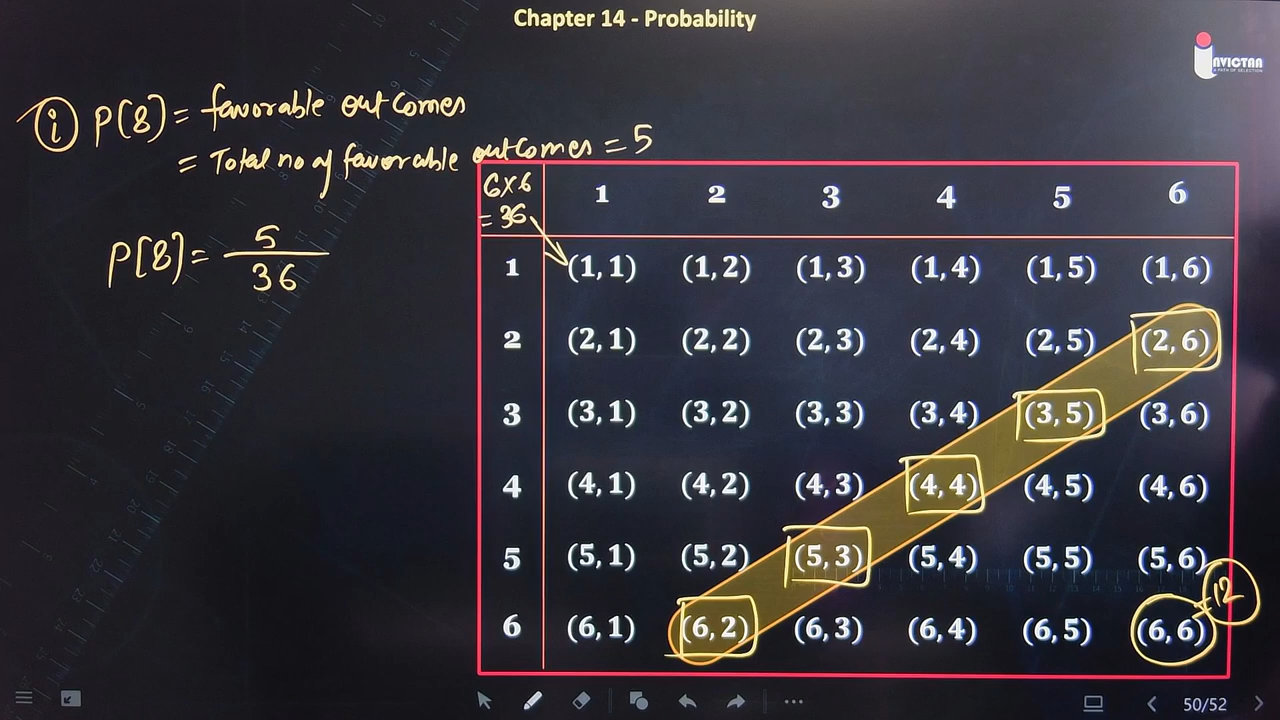 Chapter 14 - Probability
INVICTAA
A PATH OF SELECTION
(i) P[8] = favorable outcomes
= Total no of favorable outcomes = 5
P[8] = 5/36
6×6 = 36 1 2 3 4 5 6
1 (1, 1) (1, 2) (1, 3) (1, 4) (1, 5) (1, 6)
2 (2, 1) (2, 2) (2, 3) (2, 4) (2, 5) (2, 6)
3 (3, 1) (3, 2) (3, 3) (3, 4) (3, 5) (3, 6)
4 (4, 1) (4, 2) (4, 3) (4, 4) (4, 5) (4, 6)
5 (5, 1) (5, 2) (5, 3) (5, 4) (5, 5) (5, 6)
6 (6, 1) (6, 2) (6, 3) (6, 4) (6, 5) (6, 6) = 12
50/52